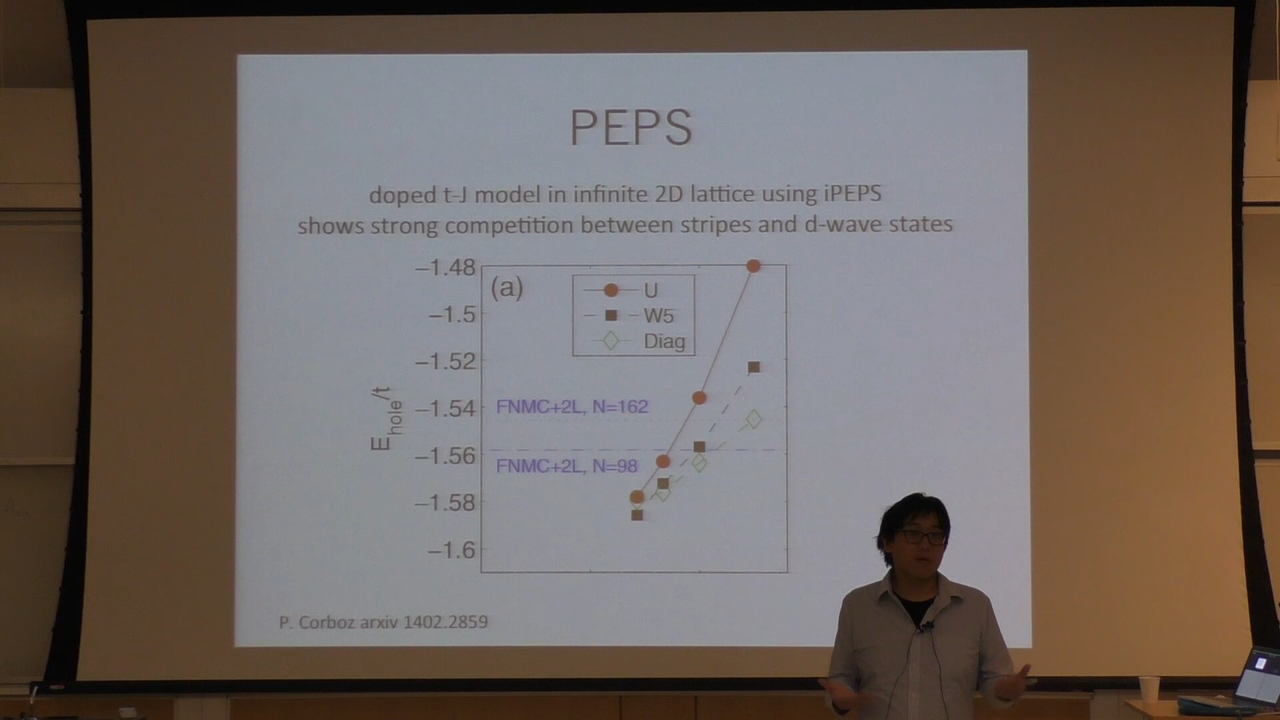 PEPS
doped t-J model in infinite 2D lattice using iPEPS
shows strong competition between stripes and d-wave states
(a)
U
W5
Diag
−1.48
−1.5
−1.52
−1.54
−1.56
−1.58
−1.6
E_hole/t
FNMC+2L, N=162
FNMC+2L, N=98
P. Corboz arxiv 1402.2859